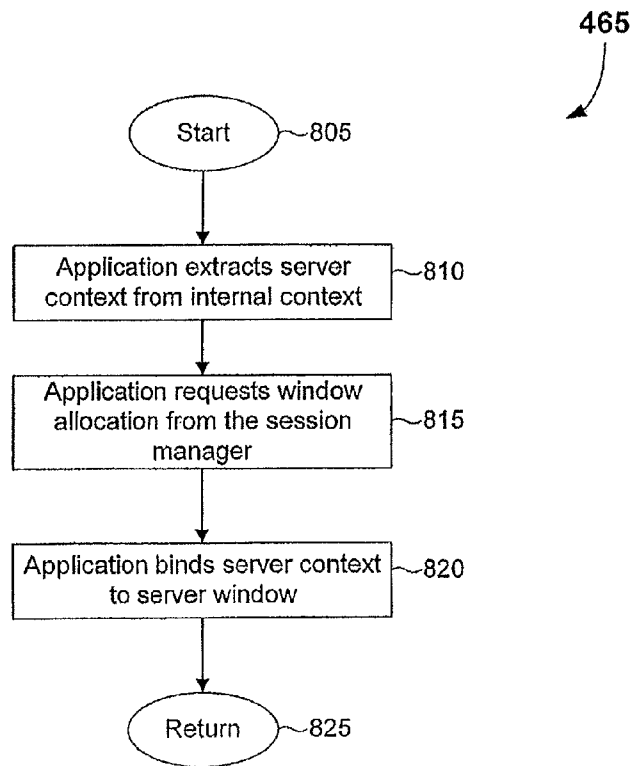 465
Start
805
Application extracts server
context from internal context
810
Application requests window
allocation from the session
manager
815
Application binds server context
to server window
820
Return
825